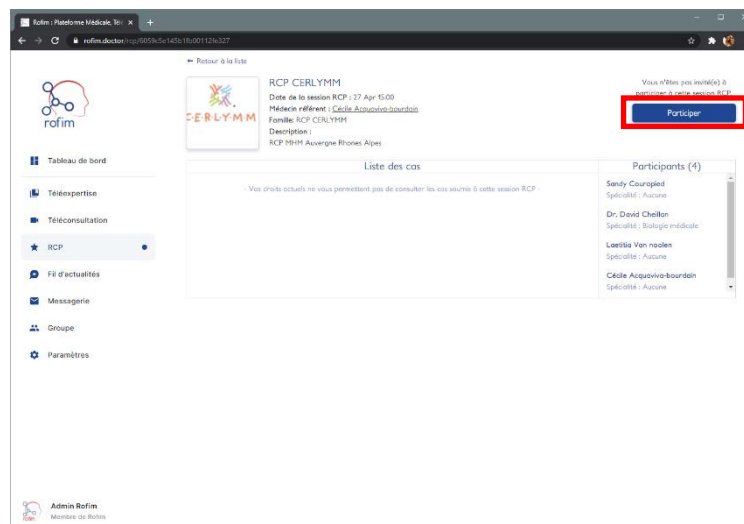 Rofim : Plateforme Médicale, Tél
rofim.doctor/rcp/6059c5e145b1fb00112fe327
← Retour à la liste
rofim
CERLYMM
RCP CERLYMM
Date de la session RCP : 27 Apr 15:00
Médecin référent : Cécile Acquaviva-bourdain
Famille: RCP CERLYMM
Description :
RCP MHM Auvergne Rhones Alpes
Vous n'êtes pas invité(e) à
participer à cette session RCP.
Participer
Tableau de bord
Téléexpertise
Téléconsultation
RCP
Fil d'actualités
Messagerie
Groupe
Paramètres
Liste des cas
- Vos droits actuels ne vous permettent pas de consulter les cas soumis à cette session RCP -
Participants (4)
Sandy Couropied
Spécialité : Aucune
Dr. David Cheillan
Spécialité : Biologie médicale
Laetitia Van noolen
Spécialité : Aucune
Cécile Acquaviva-bourdain
Spécialité : Aucune
Admin Rofim
Membre de Rofim
rofim